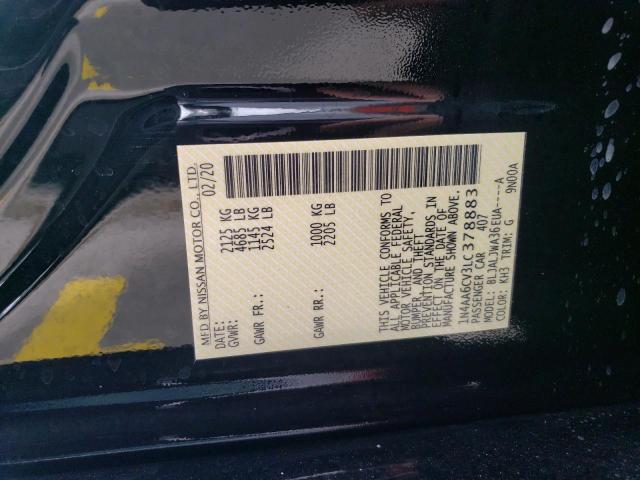 MFD BY NISSAN MOTOR CO., LTD.
DATE: 02/20
GVWR: 2125 KG
4685 LB
GAWR FR.: 1145 KG
2524 LB
GAWR RR.: 1000 KG
2205 LB
THIS VEHICLE CONFORMS TO
ALL APPLICABLE FEDERAL
MOTOR VEHICLE SAFETY,
BUMPER, AND THEFT
PREVENTION STANDARDS IN
EFFECT ON THE DATE OF
MANUFACTURE SHOWN ABOVE.
1N4AA6CV3LC378883
PASSENGER CAR 407
MODEL: BLJALJWA36EUA----A
COLOR: KH3 TRIM: G 9N00A